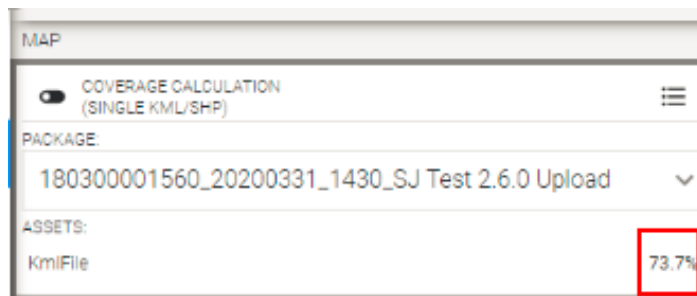 MAP
COVERAGE CALCULATION
(SINGLE KML/SHP)
PACKAGE:
180300001560_20200331_1430_SJ Test 2.6.0 Upload
ASSETS:
KmlFile 73.7%